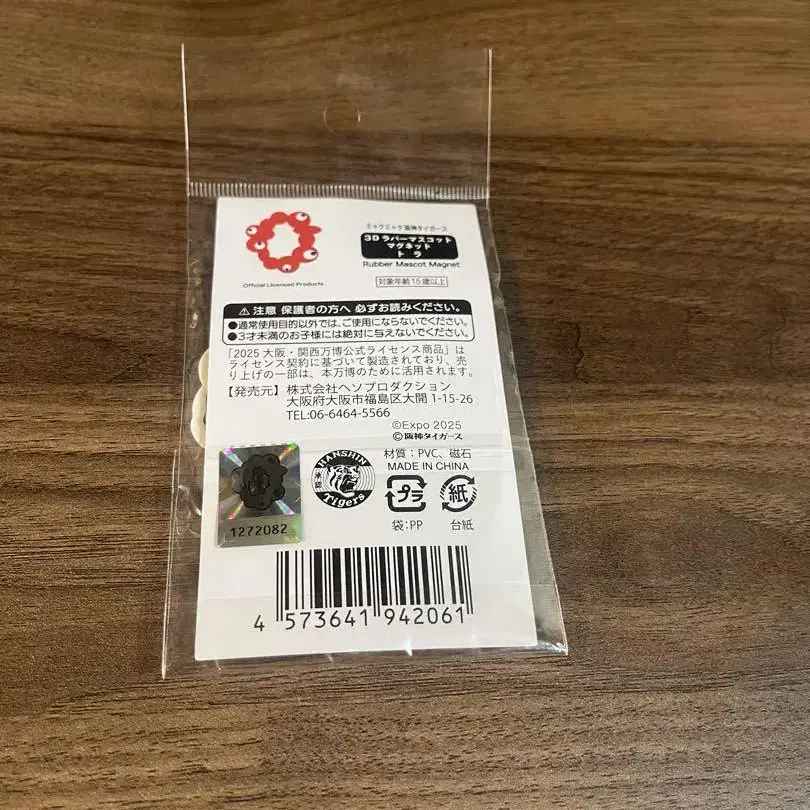 ミャクミャク 阪神タイガース
3Dラバーマスコット
マグネット
トラ
Rubber Mascot Magnet
Official Licensed Products
対象年齢15歳以上
⚠注意 保護者の方へ 必ずお読みください。
●通常使用目的以外では、ご使用にならないでください。
●3才未満のお子様には絶対に与えないでください。
「2025 大阪・関西万博公式ライセンス商品」は
ライセンス契約に基づいて製造されており、売
り上げの一部は、本万博のために活用されます。
【発売元】株式会社ヘソプロダクション
大阪府大阪市福島区大開 1-15-26
TEL:06-6464-5566
©Expo 2025
©阪神タイガース
材質:PVC、磁石
MADE IN CHINA
HANSHIN
承認
Tigers
プラ
紙
袋:PP
台紙
1272082
4 573641 942061